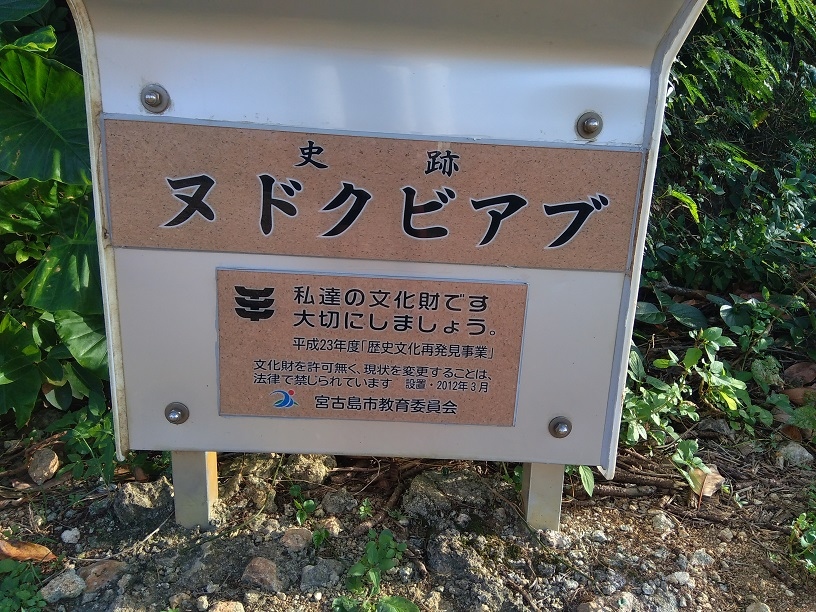 史跡
ヌドクビアブ
私達の文化財です
大切にしましょう。
平成23年度「歴史文化再発見事業」
文化財を許可無く、現状を変更することは、
法律で禁じられています 設置・2012年3月
宮古島市教育委員会